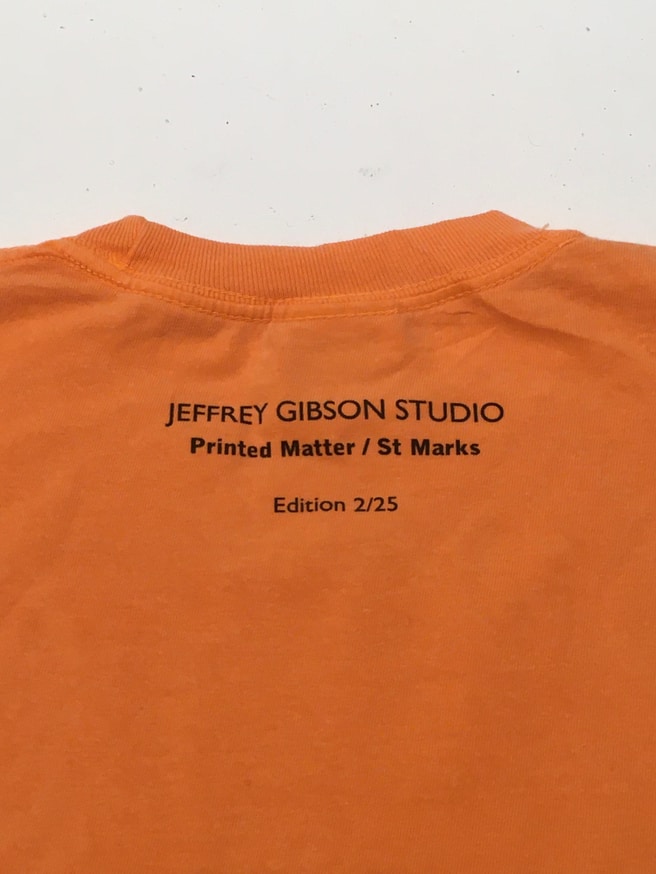 JEFFREY GIBSON STUDIO
Printed Matter / St Marks
Edition 2/25